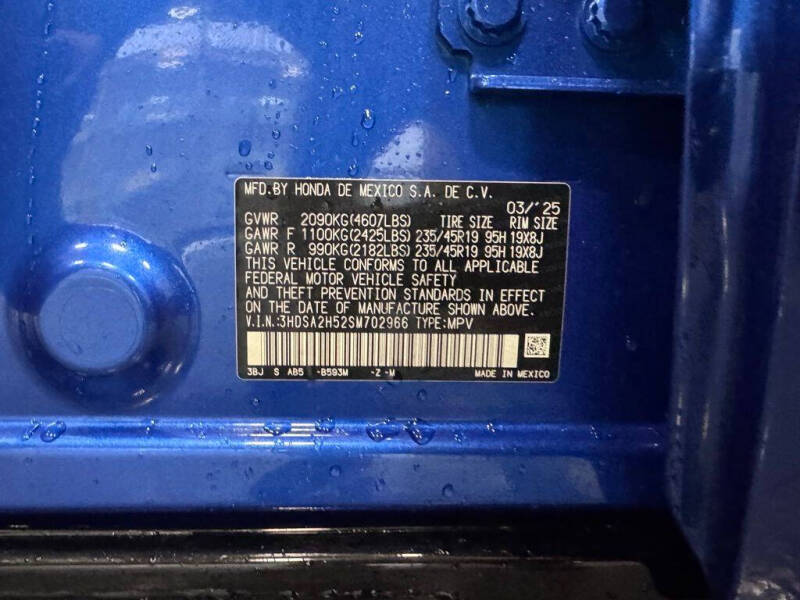 MFD.BY HONDA DE MEXICO S.A. DE C.V.
03/'25
GVWR 2090KG(4607LBS) TIRE SIZE RIM SIZE
GAWR F 1100KG(2425LBS) 235/45R19 95H 19X8J
GAWR R 990KG(2182LBS) 235/45R19 95H 19X8J
THIS VEHICLE CONFORMS TO ALL APPLICABLE
FEDERAL MOTOR VEHICLE SAFETY
AND THEFT PREVENTION STANDARDS IN EFFECT
ON THE DATE OF MANUFACTURE SHOWN ABOVE.
V.I.N.:3HDSA2H52SM702966 TYPE:MPV
3BJ S AB5 -B593M -Z -M MADE IN MEXICO